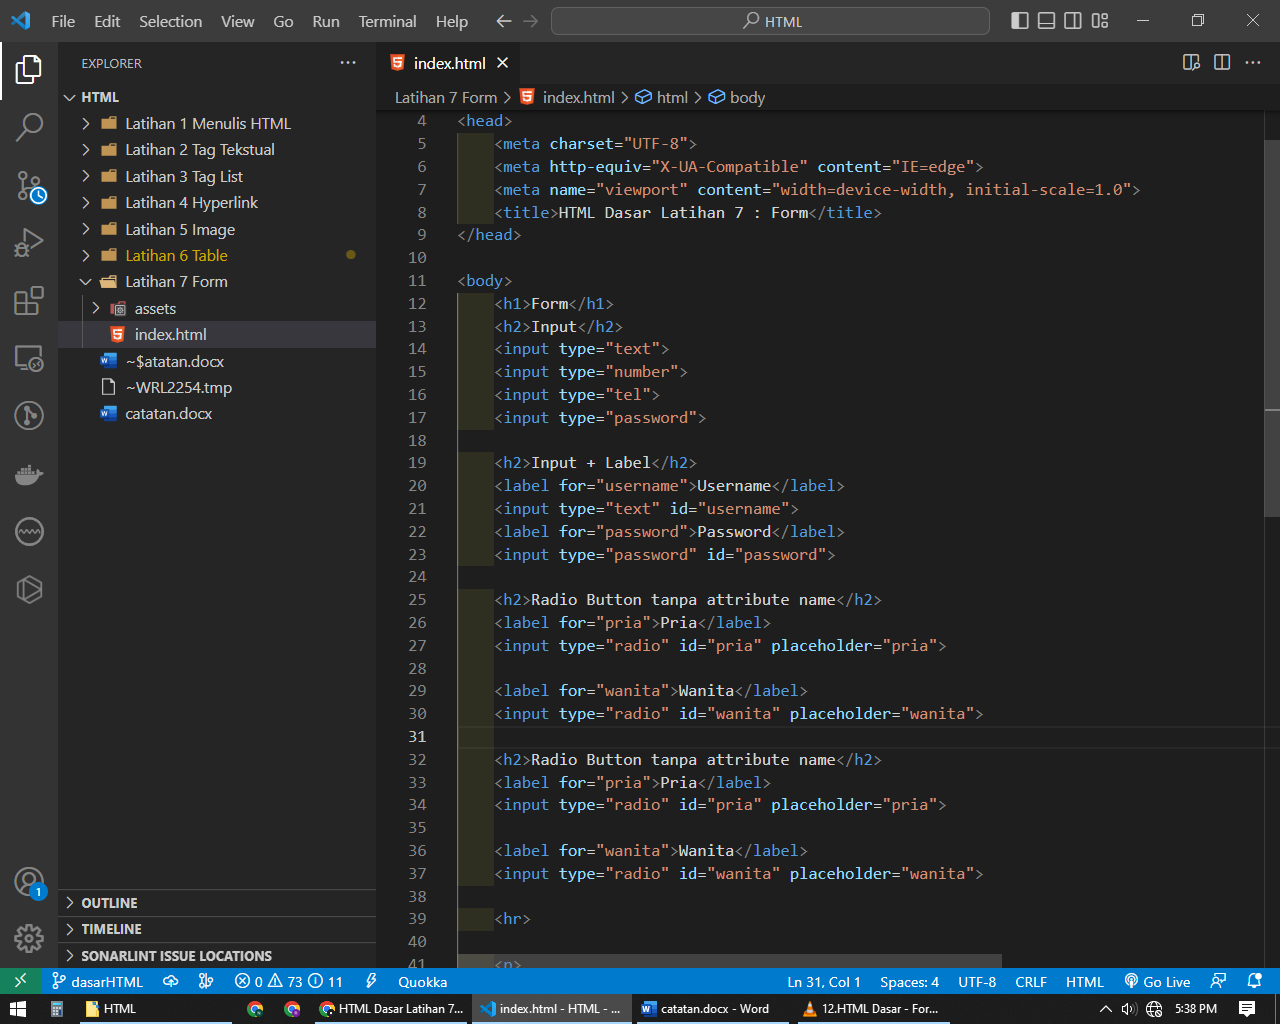 File Edit Selection View Go Run Terminal Help HTML
EXPLORER
HTML
Latihan 1 Menulis HTML
Latihan 2 Tag Tekstual
Latihan 3 Tag List
Latihan 4 Hyperlink
Latihan 5 Image
Latihan 6 Table
Latihan 7 Form
assets
index.html
~$atatan.docx
~WRL2254.tmp
catatan.docx
OUTLINE
TIMELINE
SONARLINT ISSUE LOCATIONS
1
index.html
Latihan 7 Form > index.html > html > body
4 <head>
5 <meta charset="UTF-8">
6 <meta http-equiv="X-UA-Compatible" content="IE=edge">
7 <meta name="viewport" content="width=device-width, initial-scale=1.0">
8 <title>HTML Dasar Latihan 7 : Form</title>
9 </head>
10
11 <body>
12 <h1>Form</h1>
13 <h2>Input</h2>
14 <input type="text">
15 <input type="number">
16 <input type="tel">
17 <input type="password">
18
19 <h2>Input + Label</h2>
20 <label for="username">Username</label>
21 <input type="text" id="username">
22 <label for="password">Password</label>
23 <input type="password" id="password">
24
25 <h2>Radio Button tanpa attribute name</h2>
26 <label for="pria">Pria</label>
27 <input type="radio" id="pria" placeholder="pria">
28
29 <label for="wanita">Wanita</label>
30 <input type="radio" id="wanita" placeholder="wanita">
31
32 <h2>Radio Button tanpa attribute name</h2>
33 <label for="pria">Pria</label>
34 <input type="radio" id="pria" placeholder="pria">
35
36 <label for="wanita">Wanita</label>
37 <input type="radio" id="wanita" placeholder="wanita">
38
39 <hr>
40
41 <p>
dasarHTML 0 73 11 Quokka Ln 31, Col 1 Spaces: 4 UTF-8 CRLF HTML Go Live
HTML HTML Dasar Latihan 7... index.html - HTML - ... catatan.docx - Word 12.HTML Dasar - For... 5:38 PM